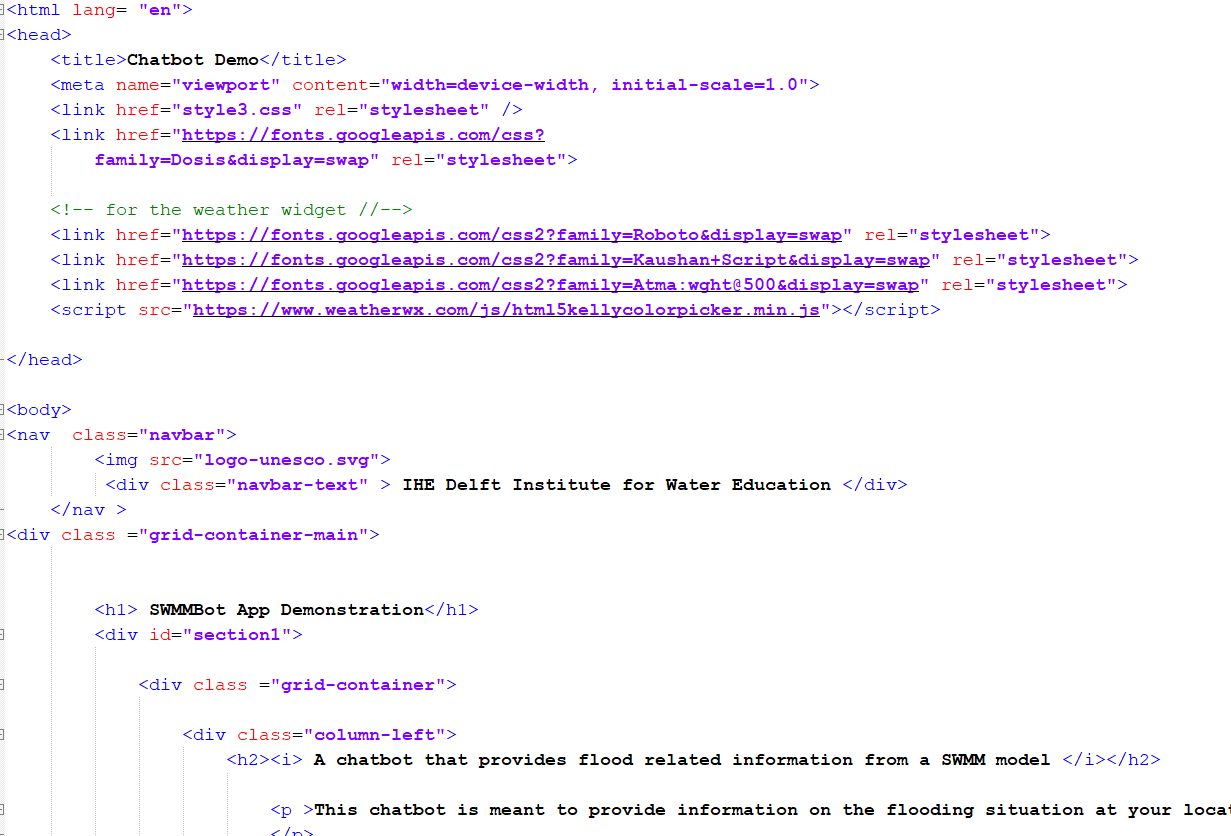 <html lang= "en">
<head>
<title>Chatbot Demo</title>
<meta name="viewport" content="width=device-width, initial-scale=1.0">
<link href="style3.css" rel="stylesheet" />
<link href="https://fonts.googleapis.com/css?
family=Dosis&display=swap" rel="stylesheet">
<!-- for the weather widget //-->
<link href="https://fonts.googleapis.com/css2?family=Roboto&display=swap" rel="stylesheet">
<link href="https://fonts.googleapis.com/css2?family=Kaushan+Script&display=swap" rel="stylesheet">
<link href="https://fonts.googleapis.com/css2?family=Atma:wght@500&display=swap" rel="stylesheet">
<script src="https://www.weatherwx.com/js/html5kellycolorpicker.min.js"></script>
</head>
<body>
<nav  class="navbar">
<img src="logo-unesco.svg">
<div class="navbar-text" > IHE Delft Institute for Water Education </div>
</nav >
<div class ="grid-container-main">
<h1> SWMMBot App Demonstration</h1>
<div id="section1">
<div class ="grid-container">
<div class="column-left">
<h2><i> A chatbot that provides flood related information from a SWMM model </i></h2>
<p >This chatbot is meant to provide information on the flooding situation at your
</p>